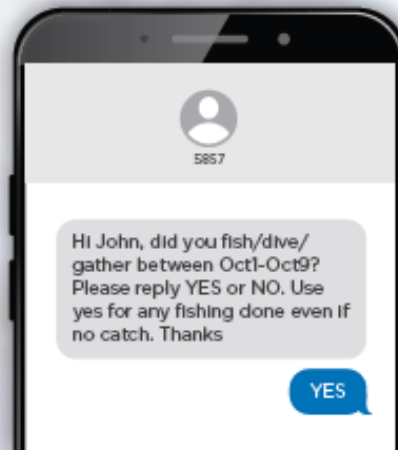 5857
Hi John, did you fish/dive/
gather between Oct1-Oct9?
Please reply YES or NO. Use
yes for any fishing done even if
no catch. Thanks
YES